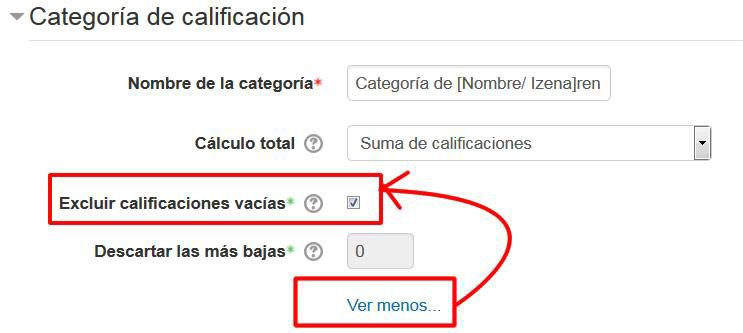 Categoría de calificación
Nombre de la categoría* Categoría de [Nombre/ Izena]ren
Cálculo total ? Suma de calificaciones
Excluir calificaciones vacías* ?
Descartar las más bajas* ? 0
Ver menos...